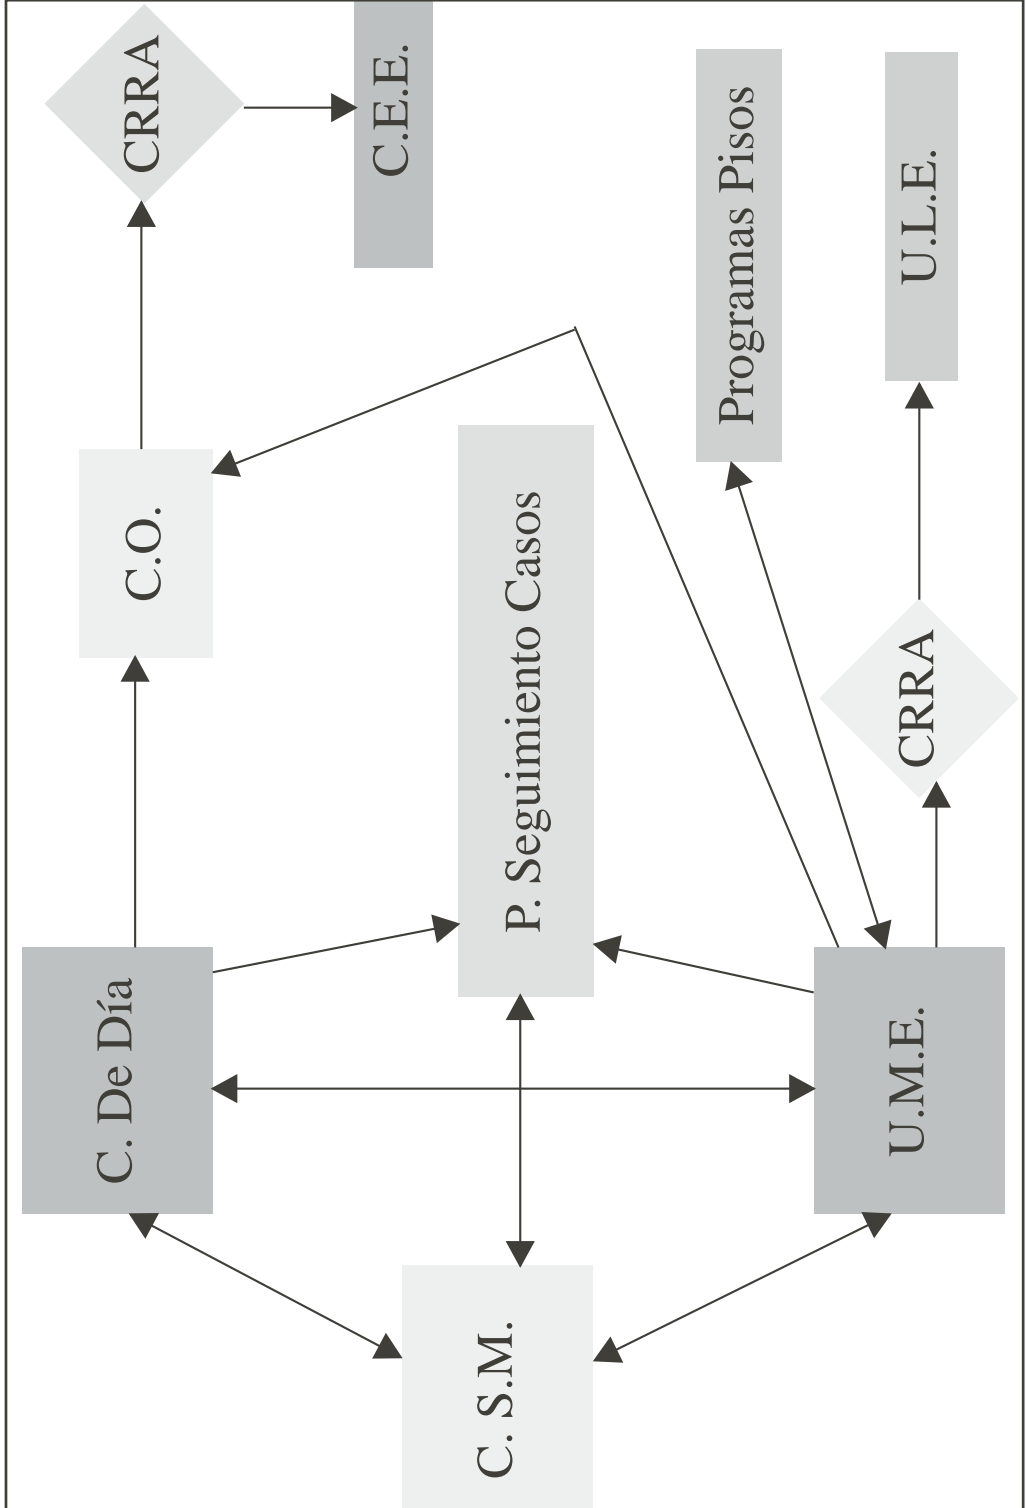 CRRA
C.E.E.
C.O.
Programas Pisos
U.L.E.
P. Seguimiento Casos
CRRA
C. De Día
U.M.E.
C. S.M.